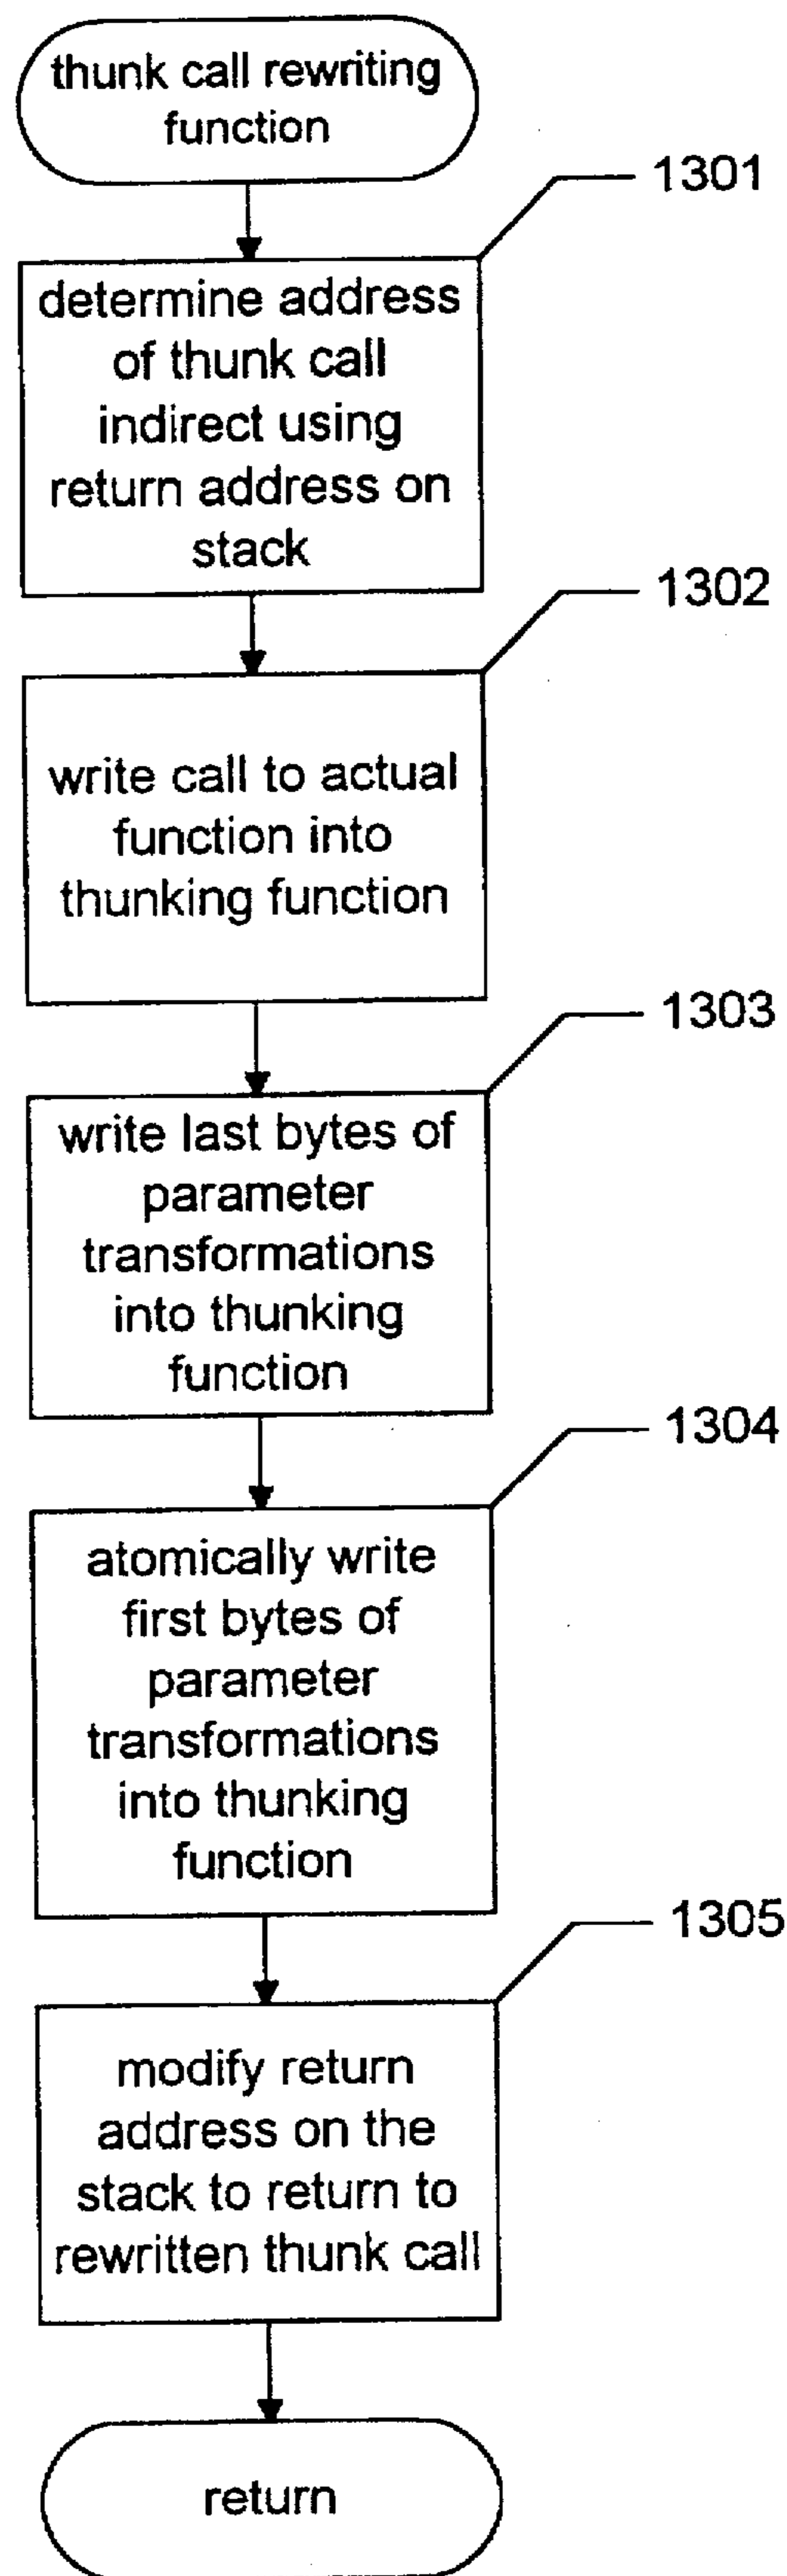 thunk call rewriting
function
1301
determine address
of thunk call
indirect using
return address on
stack
1302
write call to actual
function into
thunking function
1303
write last bytes of
parameter
transformations
into thunking
function
1304
atomically write
first bytes of
parameter
transformations
into thunking
function
1305
modify return
address on the
stack to return to
rewritten thunk call
return